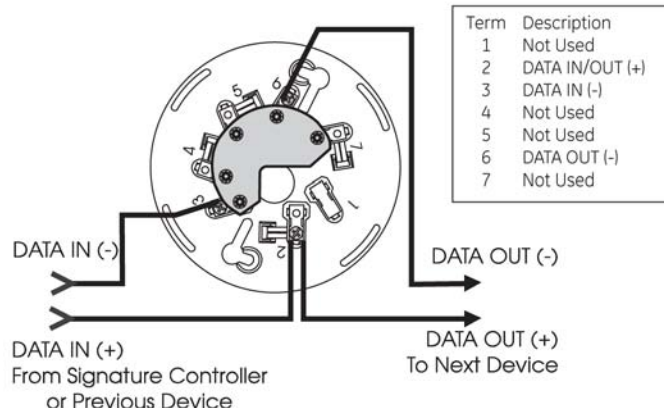 Term Description
1 Not Used
2 DATA IN/OUT (+)
3 DATA IN (-)
4 Not Used
5 Not Used
6 DATA OUT (-)
7 Not Used
6
5
4
7
3
1
2
DATA IN (-)
DATA OUT (-)
DATA IN (+)
From Signature Controller
or Previous Device
DATA OUT (+)
To Next Device